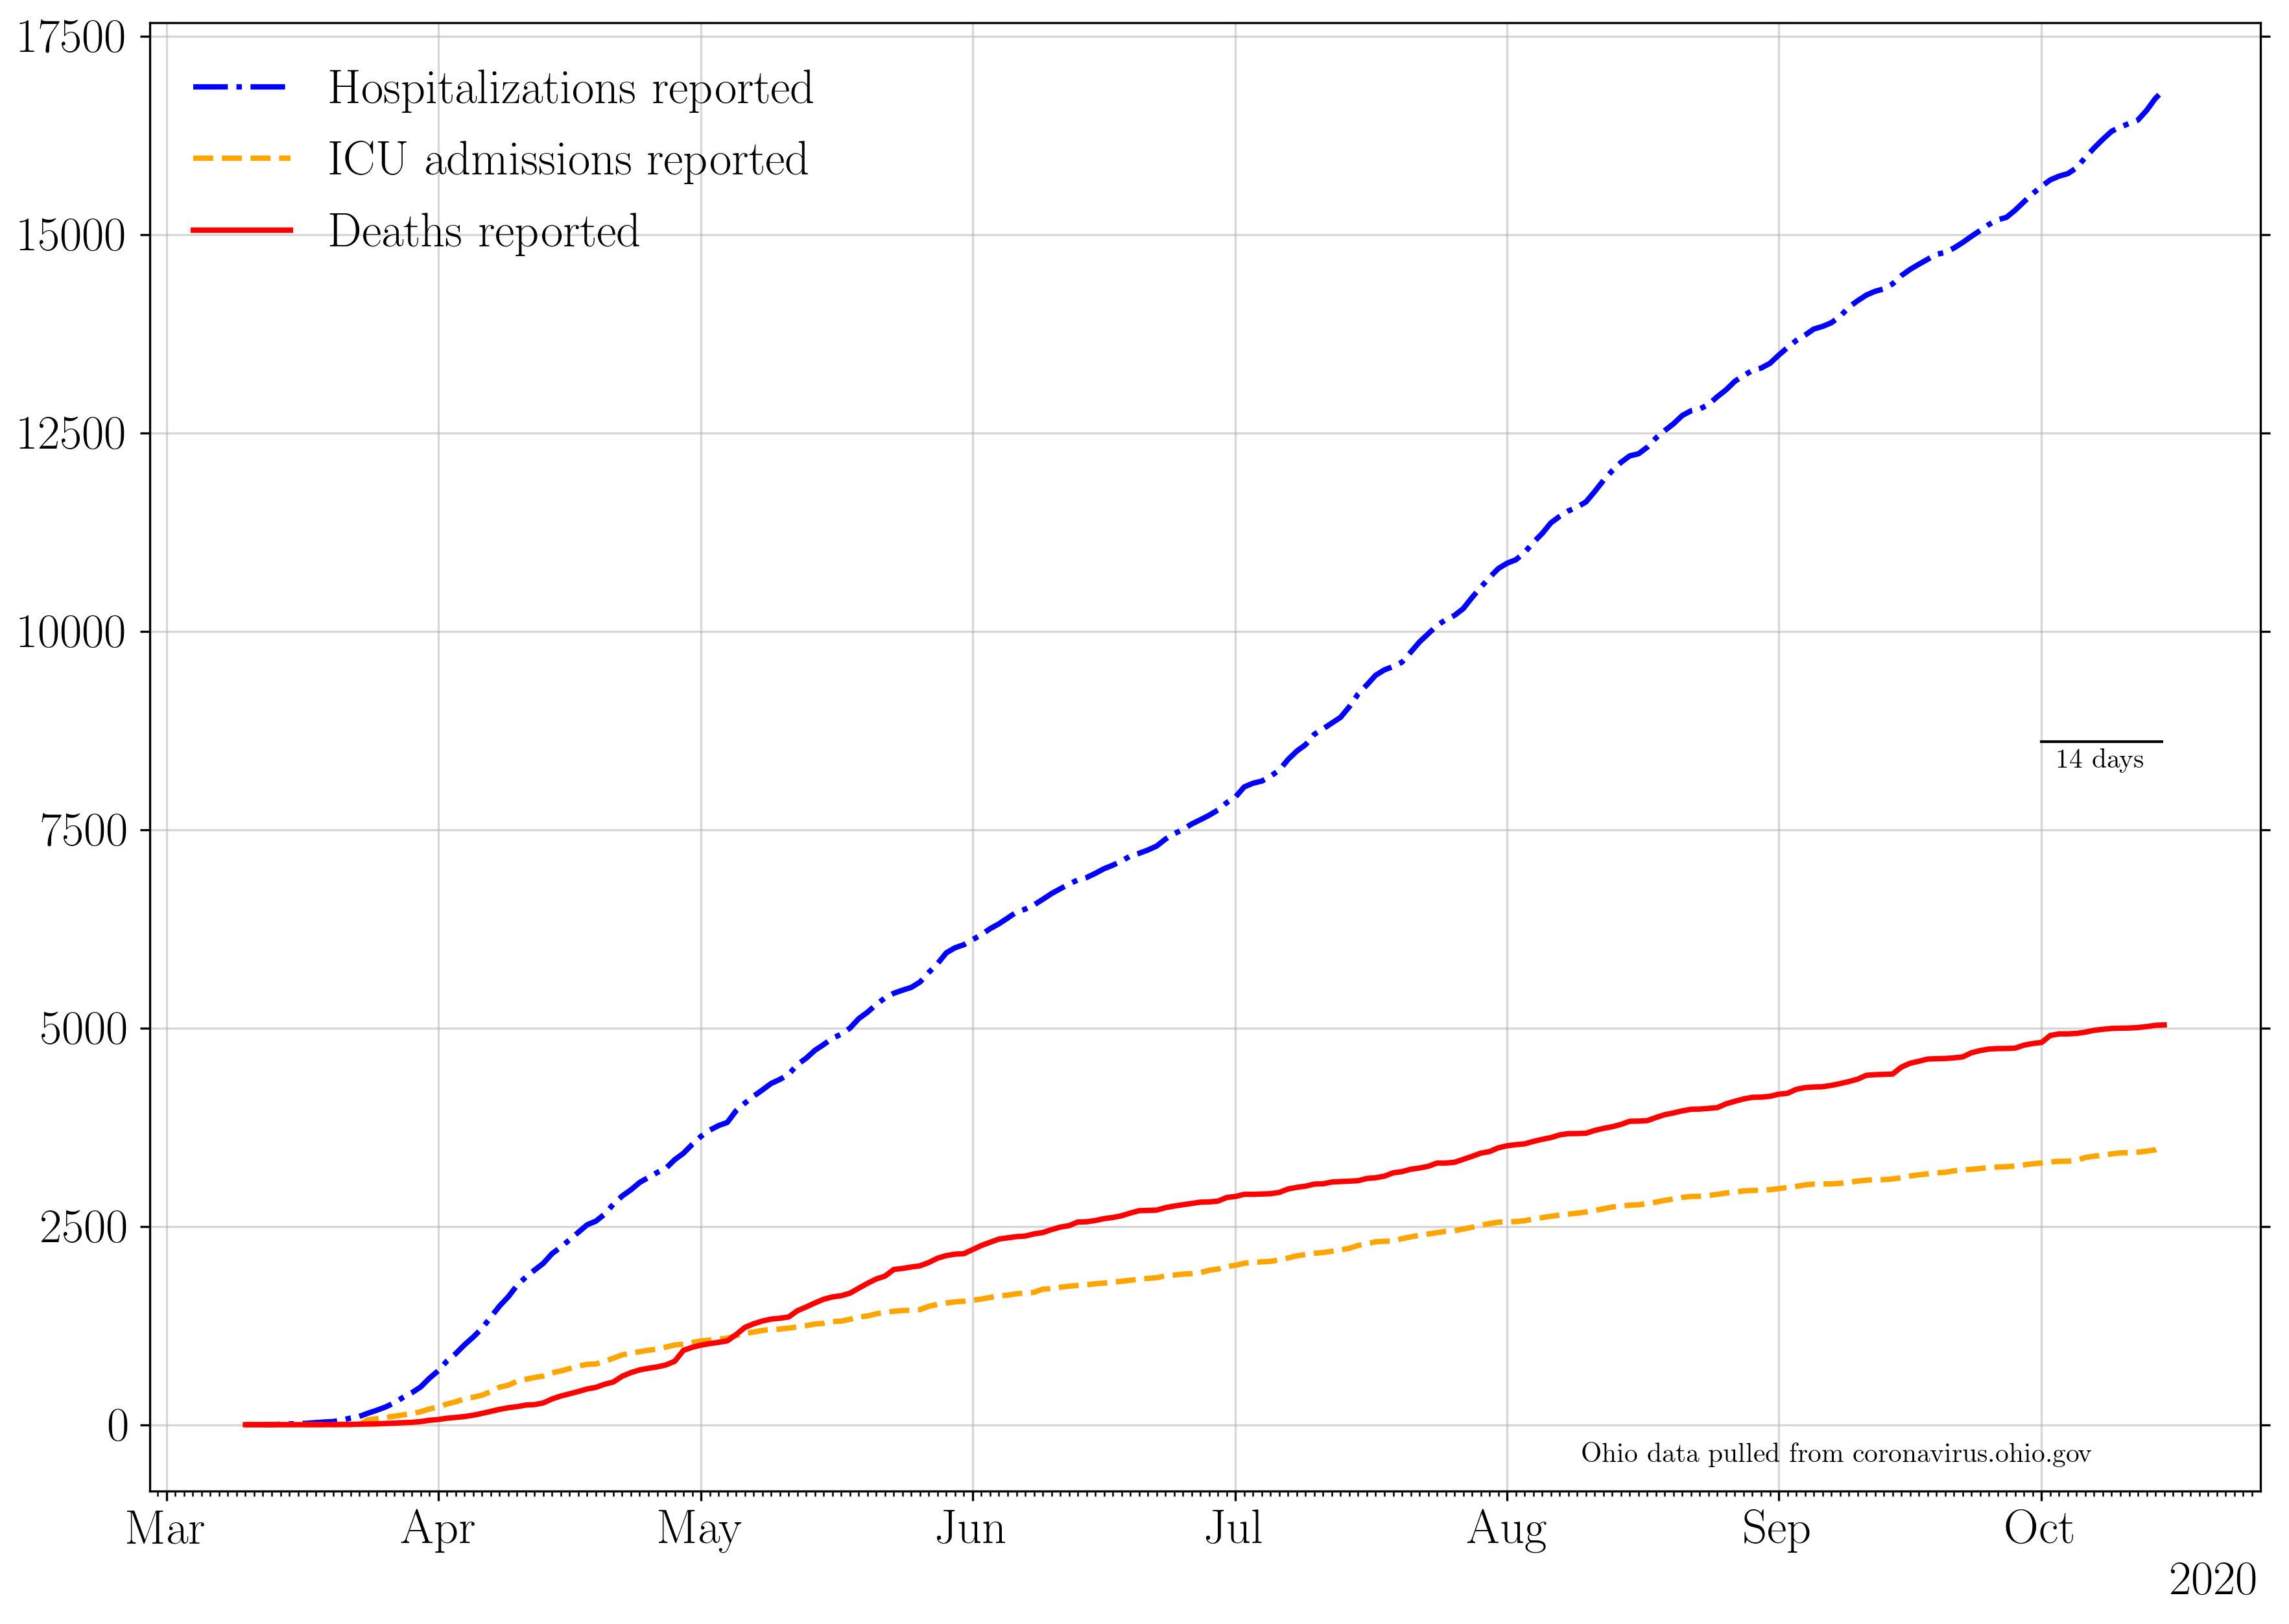 17500
15000
12500
10000
7500
5000
2500
0
Hospitalizations reported
ICU admissions reported
Deaths reported
14 days
Ohio data pulled from coronavirus.ohio.gov
Mar Apr May Jun Jul Aug Sep Oct
2020